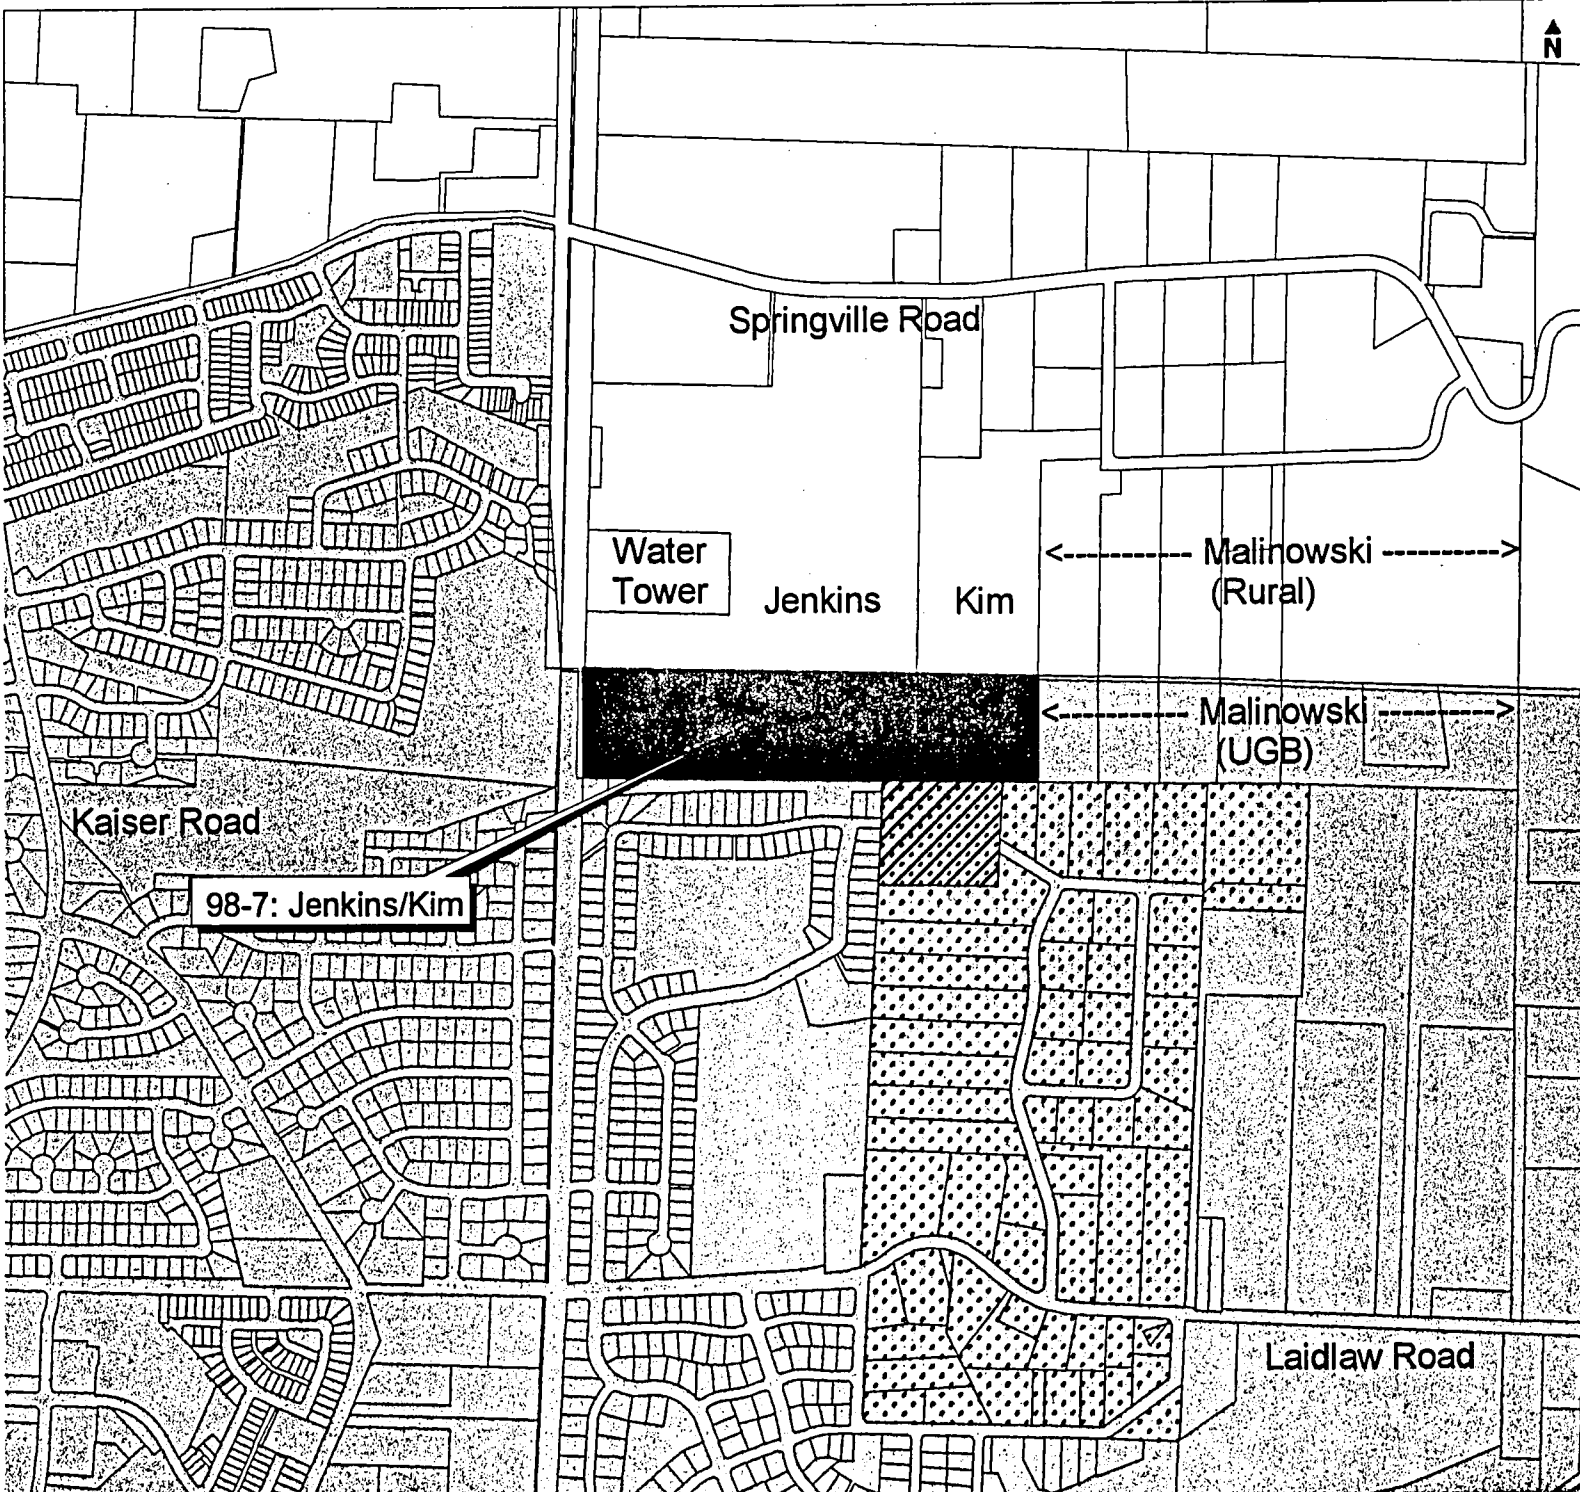 N
Springville Road
Water
Tower
Jenkins
Kim
<----------- Malinowski ----------->
(Rural)
<----------- Malinowski ----------->
(UGB)
Kaiser Road
98-7: Jenkins/Kim
Laidlaw Road